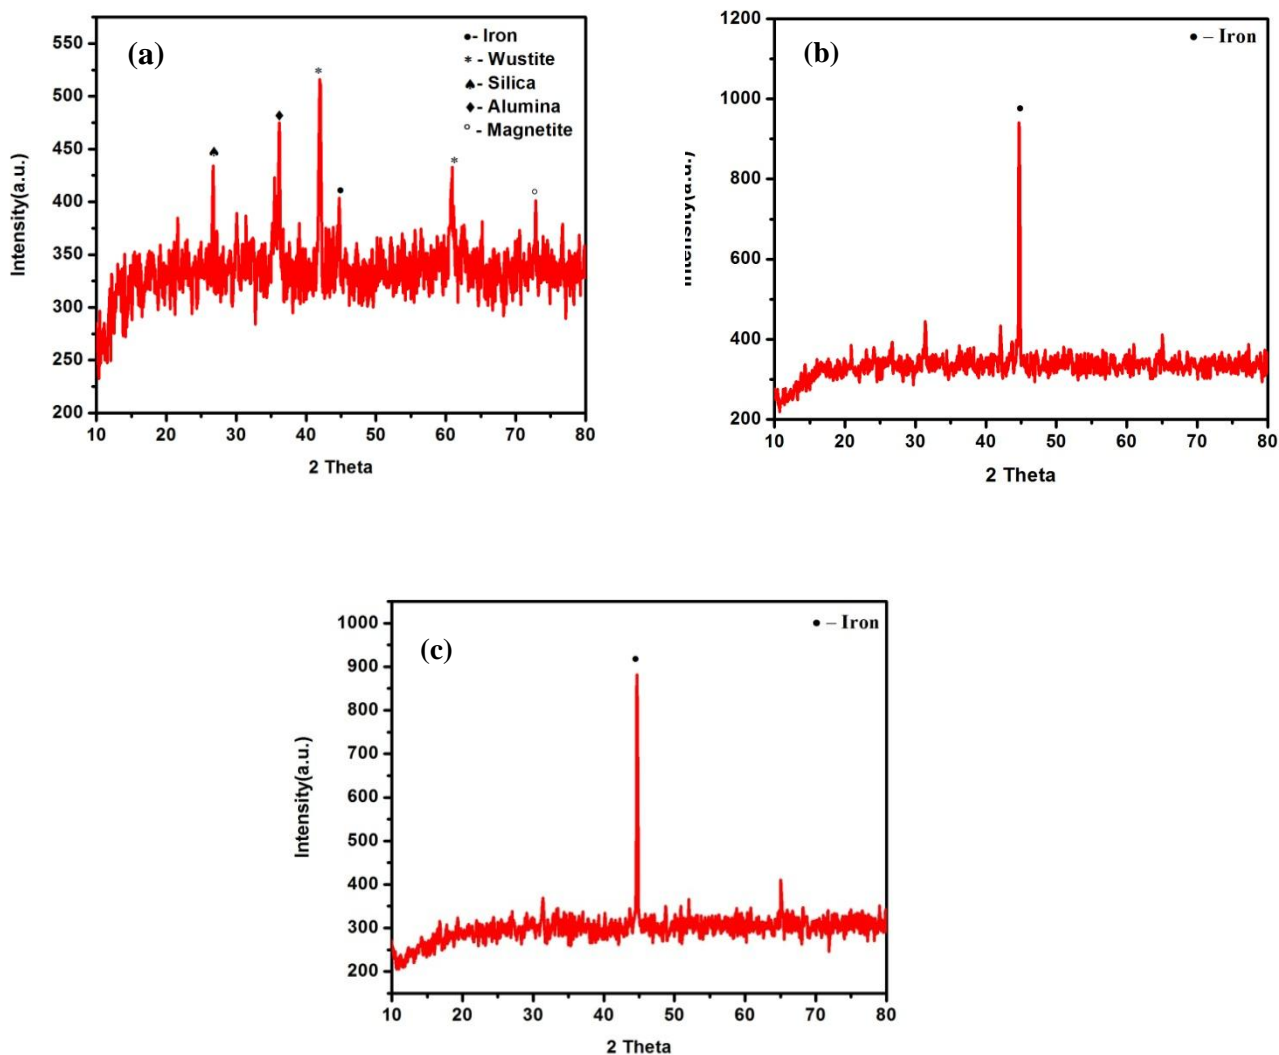 (a)
●- Iron
* - Wustite
♠- Silica
♦- Alumina
○ - Magnetite
550
500
450
400
350
300
250
200
Intensity(a.u.)
10 20 30 40 50 60 70 80
2 Theta
(b)
● – Iron
1200
1000
800
600
400
200
Intensity(a.u.)
10 20 30 40 50 60 70 80
2 Theta
(c)
● – Iron
1000
900
800
700
600
500
400
300
200
Intensity(a.u.)
10 20 30 40 50 60 70 80
2 Theta